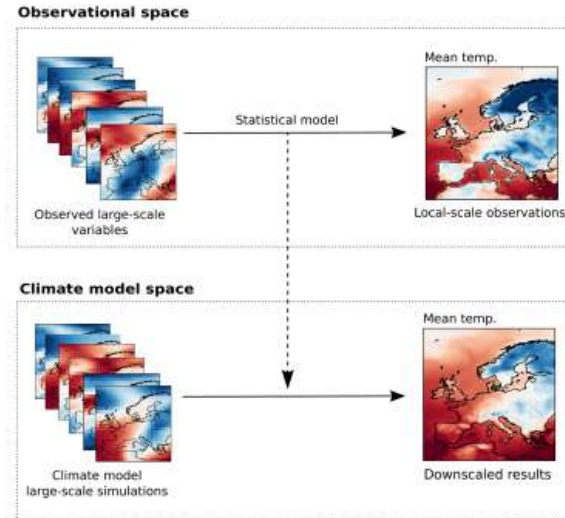 Observational space
Mean temp.
Statistical model
Observed large-scale
variables
Local-scale observations
Climate model space
Mean temp.
Climate model
large-scale simulations
Downscaled results